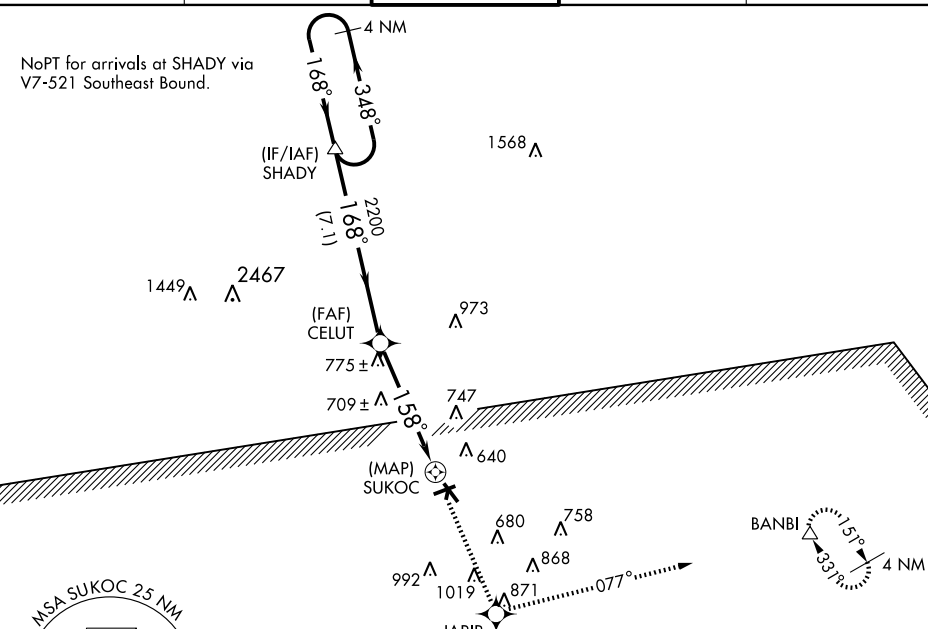 4 NM
NoPT for arrivals at SHADY via
V7-521 Southeast Bound.
168°
348°
(IF/IAF)
SHADY
1568
2200
168°
(7.1)
1449
2467
(FAF)
CELUT
973
775±
709±
747
158°
640
(MAP)
SUKOC
680
758
BANBI
151°
331°
4 NM
992
1019
868
871
077°
MSA SUKOC 25 NM